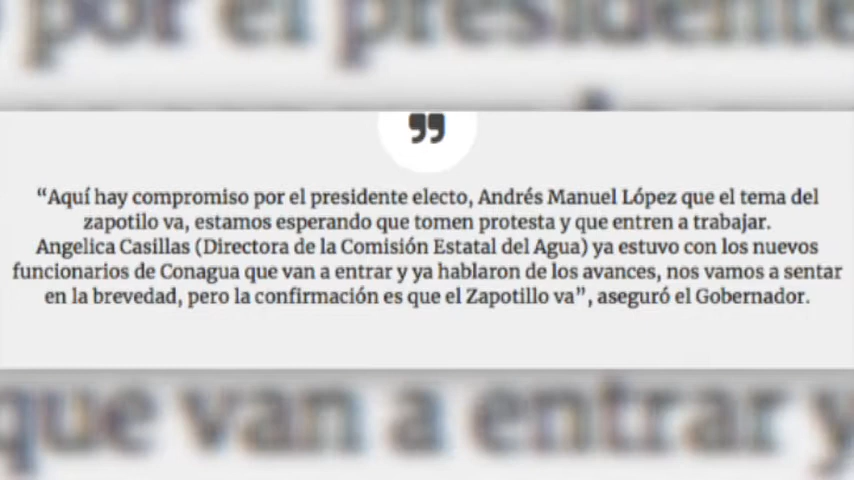 por el presidente
”
“Aquí hay compromiso por el presidente electo, Andrés Manuel López que el tema del
zapotilo va, estamos esperando que tomen protesta y que entren a trabajar.
Angelica Casillas (Directora de la Comisión Estatal del Agua) ya estuvo con los nuevos
funcionarios de Conagua que van a entrar y ya hablaron de los avances, nos vamos a sentar
en la brevedad, pero la confirmación es que el Zapotillo va”, aseguró el Gobernador.
que van a entrar y